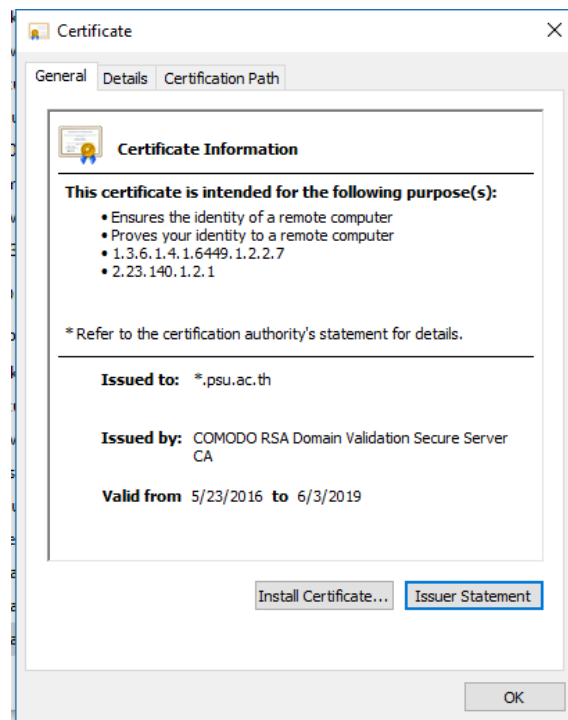 Certificate
General Details Certification Path
Certificate Information
This certificate is intended for the following purpose(s):
• Ensures the identity of a remote computer
• Proves your identity to a remote computer
• 1.3.6.1.4.1.6449.1.2.2.7
• 2.23.140.1.2.1
* Refer to the certification authority's statement for details.
Issued to: *.psu.ac.th
Issued by: COMODO RSA Domain Validation Secure Server
CA
Valid from 5/23/2016 to 6/3/2019
Install Certificate... Issuer Statement
OK